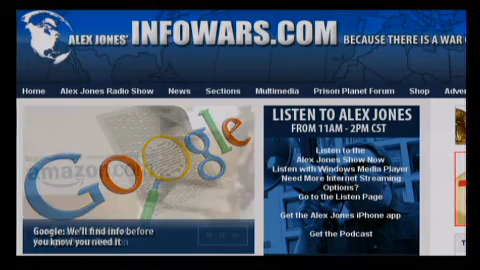 ALEX JONES' INFOWARS.COM BECAUSE THERE IS A WAR
Home Alex Jones Radio Show News Sections Multimedia Prison Planet Forum Shop
Google
amazon.com
Google: We'll find info before
you know you need it
LISTEN TO ALEX JONES
FROM 11AM - 2PM CST
Listen to the
Alex Jones Show Now
Listen with Windows Media Player
Need More Internet Streaming
Options?
Go to the Listen Page
Get the Alex Jones iPhone app
Get the Podcast